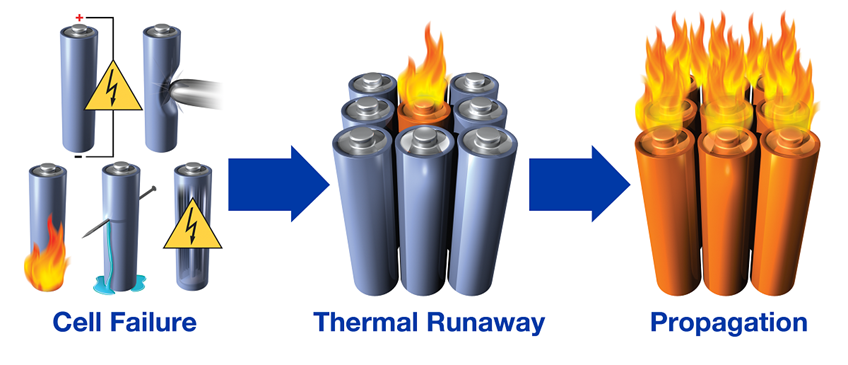 +
-
Cell Failure
Thermal Runaway
Propagation